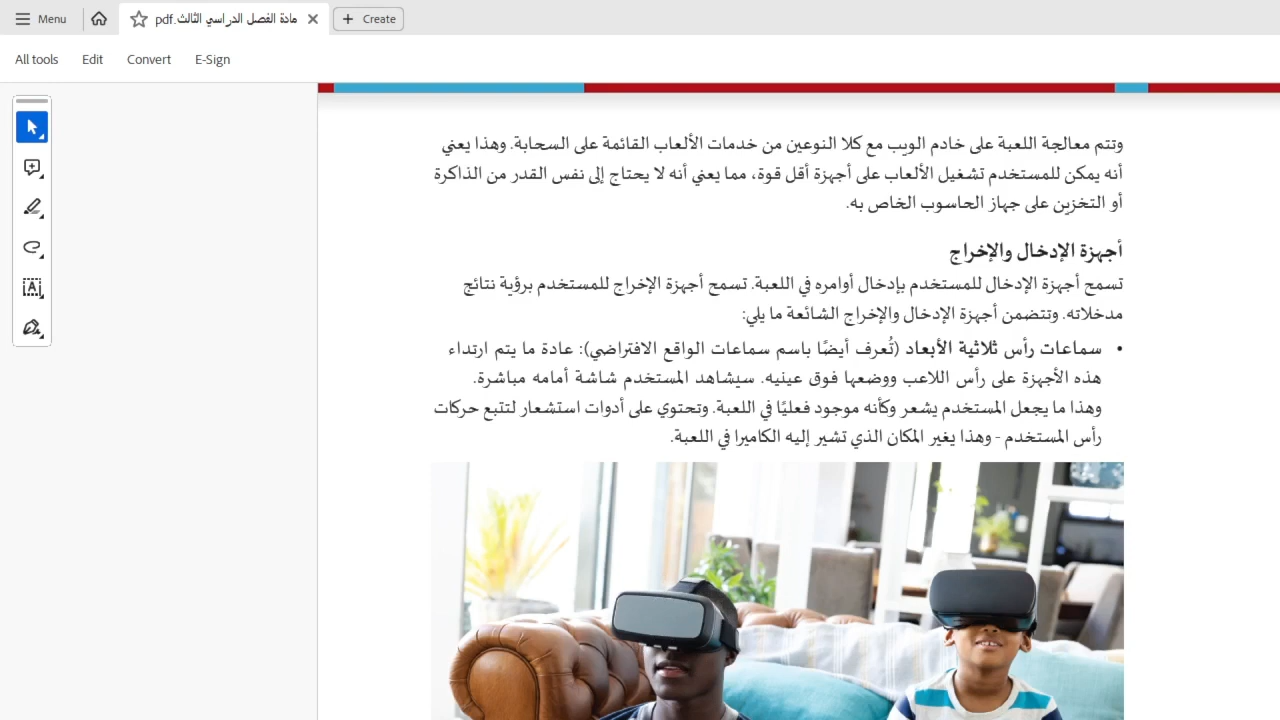 Menu
مادة الفصل الدراسي الثالث.pdf
Create
All tools
Edit
Convert
E-Sign
وتتم معالجة اللعبة على خادم الويب مع كلا النوعين من خدمات الألعاب القائمة على السحابة. وهذا يعني
أنه يمكن للمستخدم تشغيل الألعاب على أجهزة أقل قوة، مما يعني أنه لا يحتاج إلى نفس القدر من الذاكرة
أو التخزين على جهاز الحاسوب الخاص به.
أجهزة الإدخال والإخراج
تسمح أجهزة الإدخال للمستخدم بإدخال أوامره في اللعبة. تسمح أجهزة الإخراج للمستخدم برؤية نتائج
مدخلاته. وتتضمن أجهزة الإدخال والإخراج الشائعة ما يلي:
• سماعات رأس ثلاثية الأبعاد (تُعرف أيضًا باسم سماعات الواقع الافتراضي): عادة ما يتم ارتداء
هذه الأجهزة على رأس اللاعب ووضعها فوق عينيه. سيشاهد المستخدم شاشة أمامه مباشرة.
وهذا ما يجعل المستخدم يشعر وكأنه موجود فعليًا في اللعبة. وتحتوي على أدوات استشعار لتتبع حركات
رأس المستخدم - وهذا يغير المكان الذي تشير إليه الكاميرا في اللعبة.